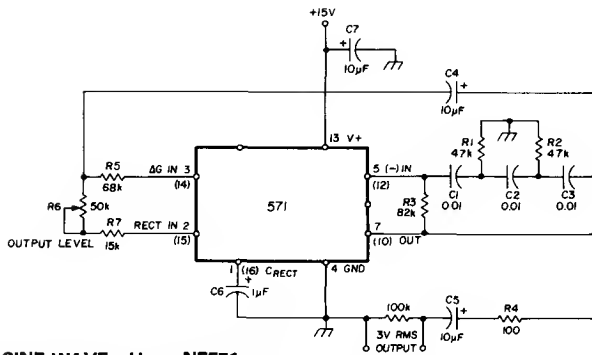 +15V
C7
+
10µF
C4
+
10µF
13 V+
R1
47k
R2
47k
R5
68k
ΔG IN 3
(14)
5 (-) IN
(12)
C1
0.01
C2
0.01
C3
0.01
R6
50k
571
R3
82k
OUTPUT LEVEL
R7
15k
RECT IN 2
(15)
7
(10) OUT
1
(16) CRECT
4 GND
+
C6
1µF
100k
C5
+
10µF
R4
100
3V RMS
OUTPUT